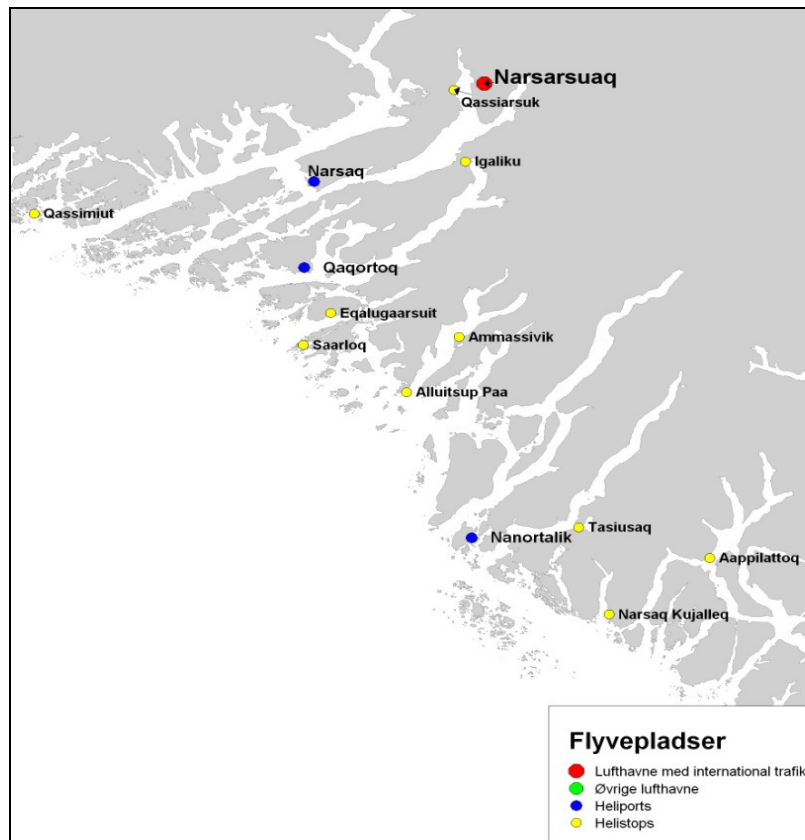 Narsarsuaq
Qassiarsuk
Igaliku
Narsaq
Qassimiut
Qaqortoq
Eqalugaarsuit
Saarloq
Ammassivik
Alluitsup Paa
Tasiusaq
Nanortalik
Aappilattoq
Narsaq Kujalleq
Flyvepladser
Lufthavne med international trafik
Øvrige lufthavne
Heliports
Helistops